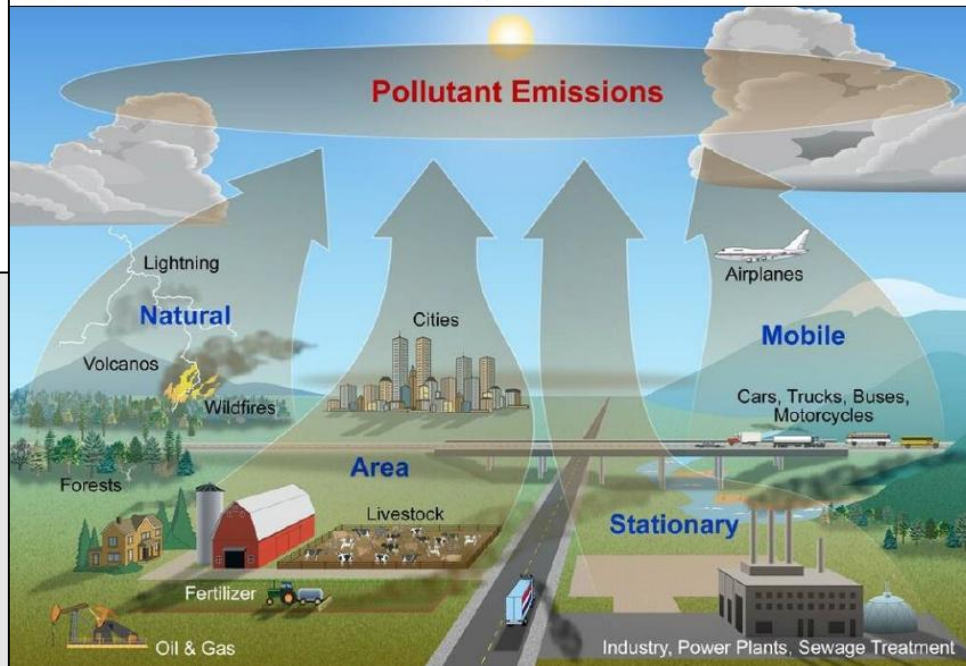 Pollutant Emissions
Lightning
Natural
Volcanos
Wildfires
Forests
Cities
Area
Livestock
Fertilizer
Oil & Gas
Airplanes
Mobile
Cars, Trucks, Buses,
Motorcycles
Stationary
Industry, Power Plants, Sewage Treatment